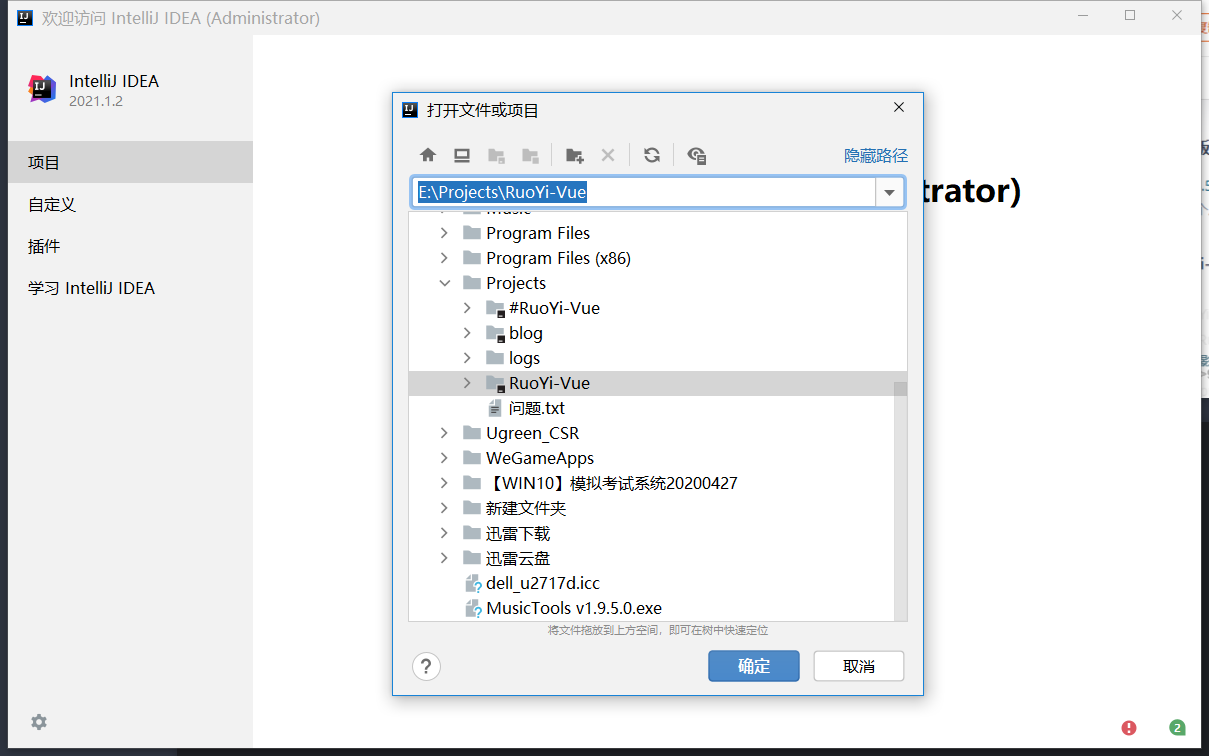 欢迎访问 IntelliJ IDEA (Administrator)
IntelliJ IDEA
2021.1.2
项目
自定义
插件
学习 IntelliJ IDEA
trator)
打开文件或项目
隐藏路径
E:\Projects\RuoYi-Vue
Music
Program Files
Program Files (x86)
Projects
#RuoYi-Vue
blog
logs
RuoYi-Vue
问题.txt
Ugreen_CSR
WeGameApps
【WIN10】模拟考试系统20200427
新建文件夹
迅雷下载
迅雷云盘
dell_u2717d.icc
MusicTools v1.9.5.0.exe
将文件拖放到上方空间，即可在树中快速定位
?
确定
取消
2